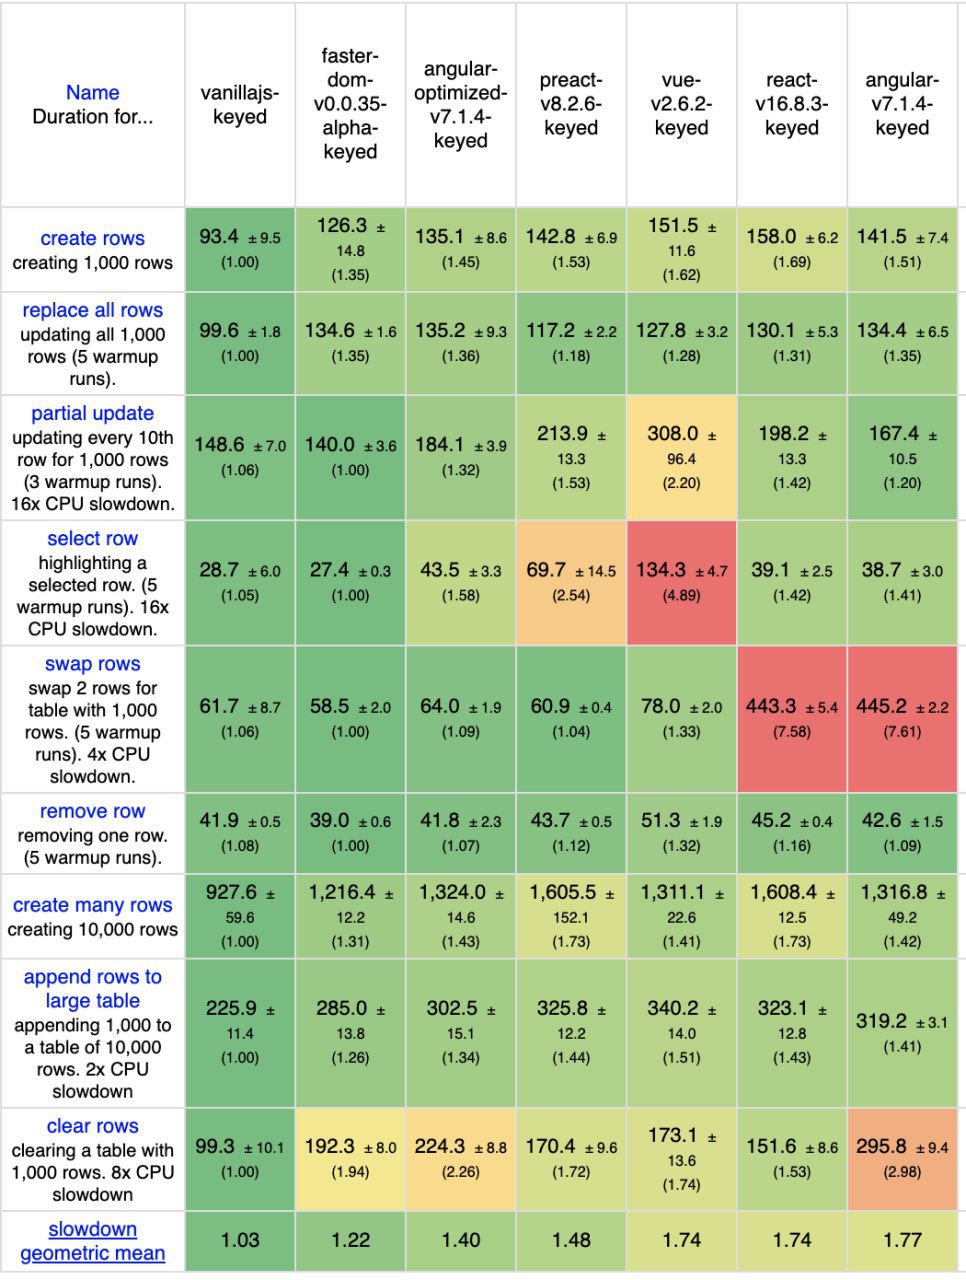 Name
Duration for...
vanillajs-
keyed
faster-
dom-
v0.0.35-
alpha-
keyed
angular-
optimized-
v7.1.4-
keyed
preact-
v8.2.6-
keyed
vue-
v2.6.2-
keyed
react-
v16.8.3-
keyed
angular-
v7.1.4-
keyed
create rows
creating 1,000 rows
93.4 ± 9.5
(1.00)
126.3 ±
14.8
(1.35)
135.1 ± 8.6
(1.45)
142.8 ± 6.9
(1.53)
151.5 ±
11.6
(1.62)
158.0 ± 6.2
(1.69)
141.5 ± 7.4
(1.51)
replace all rows
updating all 1,000
rows (5 warmup
runs).
99.6 ± 1.8
(1.00)
134.6 ± 1.6
(1.35)
135.2 ± 9.3
(1.36)
117.2 ± 2.2
(1.18)
127.8 ± 3.2
(1.28)
130.1 ± 5.3
(1.31)
134.4 ± 6.5
(1.35)
partial update
updating every 10th
row for 1,000 rows
(3 warmup runs).
16x CPU slowdown.
148.6 ± 7.0
(1.06)
140.0 ± 3.6
(1.00)
184.1 ± 3.9
(1.32)
213.9 ±
13.3
(1.53)
308.0 ±
96.4
(2.20)
198.2 ±
13.3
(1.42)
167.4 ±
10.5
(1.20)
select row
highlighting a
selected row. (5
warmup runs). 16x
CPU slowdown.
28.7 ± 6.0
(1.05)
27.4 ± 0.3
(1.00)
43.5 ± 3.3
(1.58)
69.7 ± 14.5
(2.54)
134.3 ± 4.7
(4.89)
39.1 ± 2.5
(1.42)
38.7 ± 3.0
(1.41)
swap rows
swap 2 rows for
table with 1,000
rows. (5 warmup
runs). 4x CPU
slowdown.
61.7 ± 8.7
(1.06)
58.5 ± 2.0
(1.00)
64.0 ± 1.9
(1.09)
60.9 ± 0.4
(1.04)
78.0 ± 2.0
(1.33)
443.3 ± 5.4
(7.58)
445.2 ± 2.2
(7.61)
remove row
removing one row.
(5 warmup runs).
41.9 ± 0.5
(1.08)
39.0 ± 0.6
(1.00)
41.8 ± 2.3
(1.07)
43.7 ± 0.5
(1.12)
51.3 ± 1.9
(1.32)
45.2 ± 0.4
(1.16)
42.6 ± 1.5
(1.09)
create many rows
creating 10,000 rows
927.6 ±
59.6
(1.00)
1,216.4 ±
12.2
(1.31)
1,324.0 ±
14.6
(1.43)
1,605.5 ±
152.1
(1.73)
1,311.1 ±
22.6
(1.41)
1,608.4 ±
12.5
(1.73)
1,316.8 ±
49.2
(1.42)
append rows to
large table
appending 1,000 to
a table of 10,000
rows. 2x CPU
slowdown
225.9 ±
11.4
(1.00)
285.0 ±
13.8
(1.26)
302.5 ±
15.1
(1.34)
325.8 ±
12.2
(1.44)
340.2 ±
14.0
(1.51)
323.1 ±
12.8
(1.43)
319.2 ± 3.1
(1.41)
clear rows
clearing a table with
1,000 rows. 8x CPU
slowdown
99.3 ± 10.1
(1.00)
192.3 ± 8.0
(1.94)
224.3 ± 8.8
(2.26)
170.4 ± 9.6
(1.72)
173.1 ±
13.6
(1.74)
151.6 ± 8.6
(1.53)
295.8 ± 9.4
(2.98)
slowdown
geometric mean
1.03
1.22
1.40
1.48
1.74
1.74
1.77